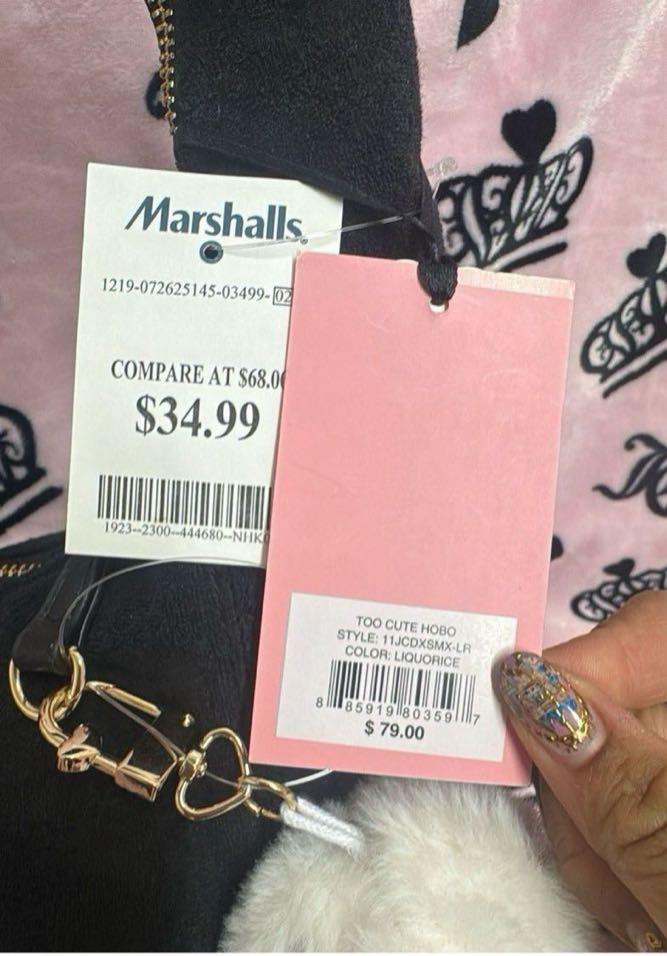 Marshalls
1219-072625145-03499-02
COMPARE AT $68.0
$34.99
1923--2300--444680--NHK
TOO CUTE HOBO
STYLE: 11JCDXSMX-LR
COLOR: LIQUORICE
8 85919 80359 7
$ 79.00